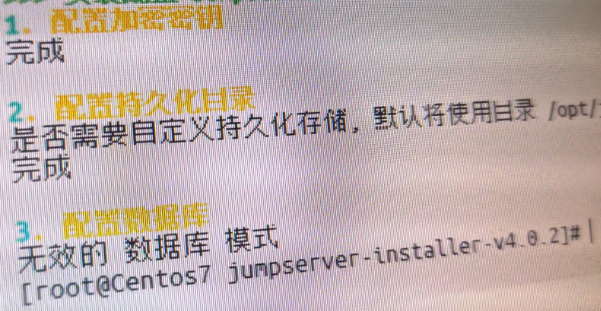 1. 配置加密密钥
完成
2. 配置持久化目录
是否需要自定义持久化存储, 默认将使用目录 /opt/
完成
3. 配置数据库
无效的 数据库 模式
[root@Centos7 jumpserver-installer-v4.0.2]#